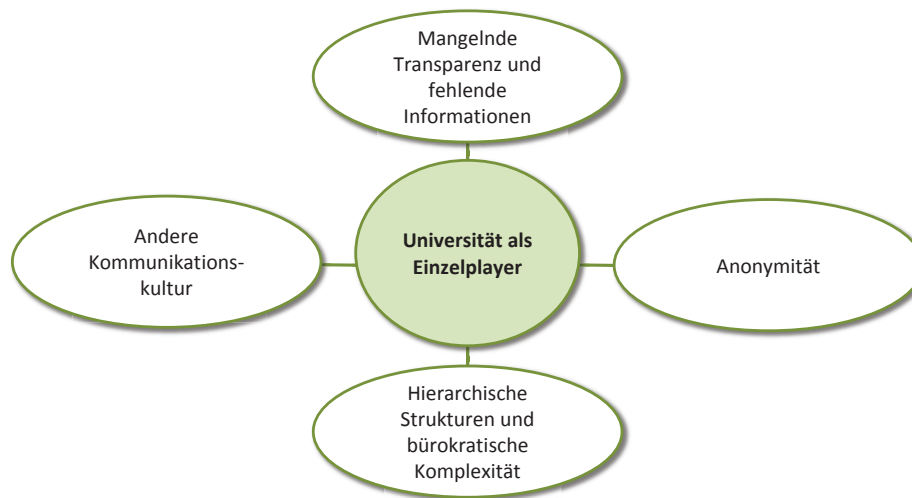 Mangelnde
Transparenz und
fehlende
Informationen
Andere
Kommunikations-
kultur
Universität als
Einzelplayer
Anonymität
Hierarchische
Strukturen und
bürokratische
Komplexität